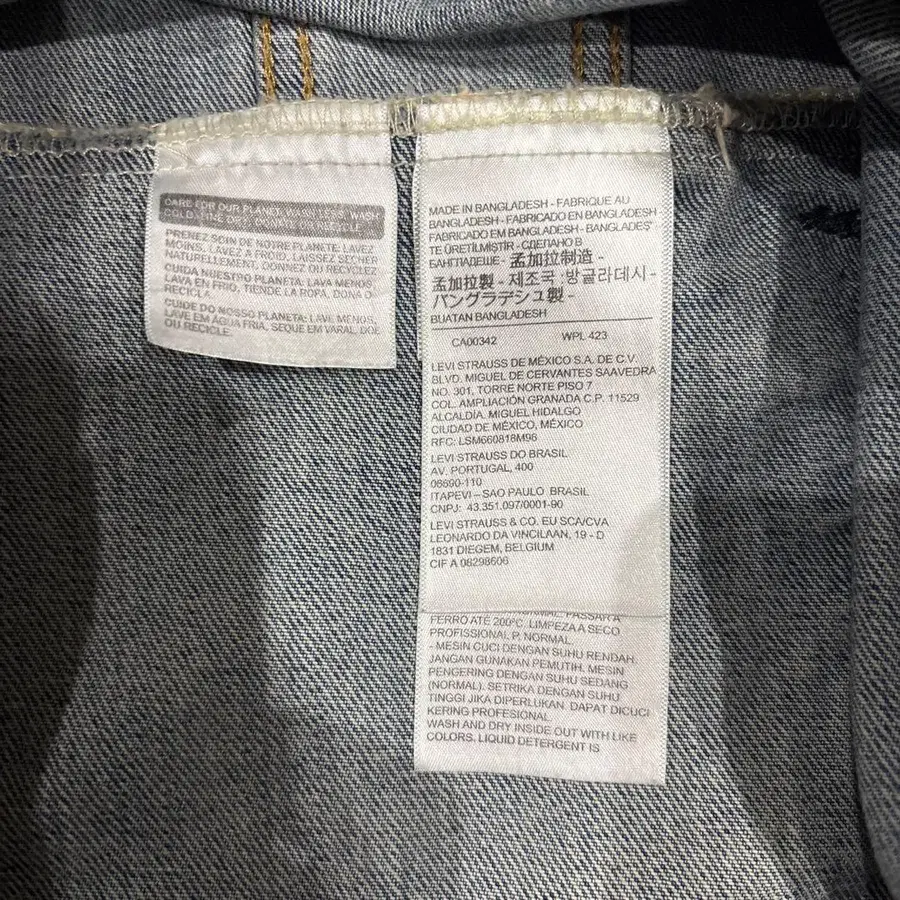 CARE FOR OUR PLANET: WASH LESS, WASH
COLD, LINE DRY, DONATE OR RECYCLE.
PRENEZ SOIN DE NOTRE PLANETE: LAVEZ
MOINS, LAVEZ A FROID, LAISSEZ SECHER
NATURELLEMENT, DONNEZ OU RECYCLEZ
CUIDA NUESTRO PLANETA: LAVA MENOS,
LAVA EN FRIO, TIENDE LA ROPA, DONA O
RECICLA.
CUIDE DO NOSSO PLANETA: LAVE MENOS,
LAVE EM AGUA FRIA, SEQUE EM VARAL, DOE
OU RECICLE.
MADE IN BANGLADESH - FABRIQUE AU
BANGLADESH - FABRICADO EN BANGLADESH
FABRICADO EM BANGLADESH - BANGLADEŞ'
TE ÜRETİLMİŞTİR - СДЕЛАНО В
БАНГЛАДЕШЕ - 孟加拉制造 -
孟加拉製 - 제조국 :방글라데시 -
バングラデシュ製 -
BUATAN BANGLADESH
CA00342 WPL 423
LEVI STRAUSS DE MÉXICO S.A. DE C.V.
BLVD. MIGUEL DE CERVANTES SAAVEDRA
NO. 301, TORRE NORTE PISO 7
COL. AMPLIACIÓN GRANADA C.P. 11529
ALCALDÍA. MIGUEL HIDALGO
CIUDAD DE MÉXICO, MÉXICO
RFC: LSM660818M96
LEVI STRAUSS DO BRASIL
AV. PORTUGAL, 400
06690-110
ITAPEVI – SAO PAULO BRASIL
CNPJ: 43.351.097/0001-90
LEVI STRAUSS & CO. EU SCA/CVA
LEONARDO DA VINCILAAN, 19 - D
1831 DIEGEM, BELGIUM
CIF A 08298606
NORMAL. PASSAR A
FERRO ATÉ 200°C. LIMPEZA A SECO
PROFISSIONAL P. NORMAL
- MESIN CUCI DENGAN SUHU RENDAH.
JANGAN GUNAKAN PEMUTIH. MESIN
PENGERING DENGAN SUHU SEDANG
(NORMAL). SETRIKA DENGAN SUHU
TINGGI JIKA DIPERLUKAN. DAPAT DICUCI
KERING PROFESIONAL
WASH AND DRY INSIDE OUT WITH LIKE
COLORS. LIQUID DETERGENT IS